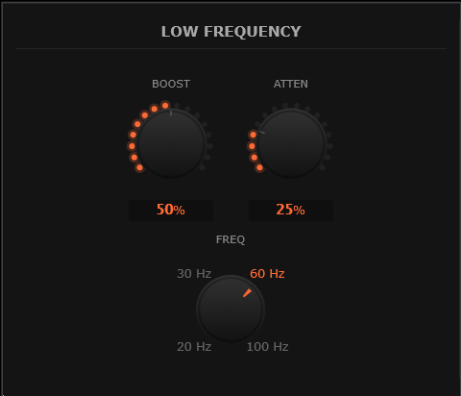 LOW FREQUENCY
BOOST ATTEN
50% 25%
FREQ
30 Hz 60 Hz
20 Hz 100 Hz